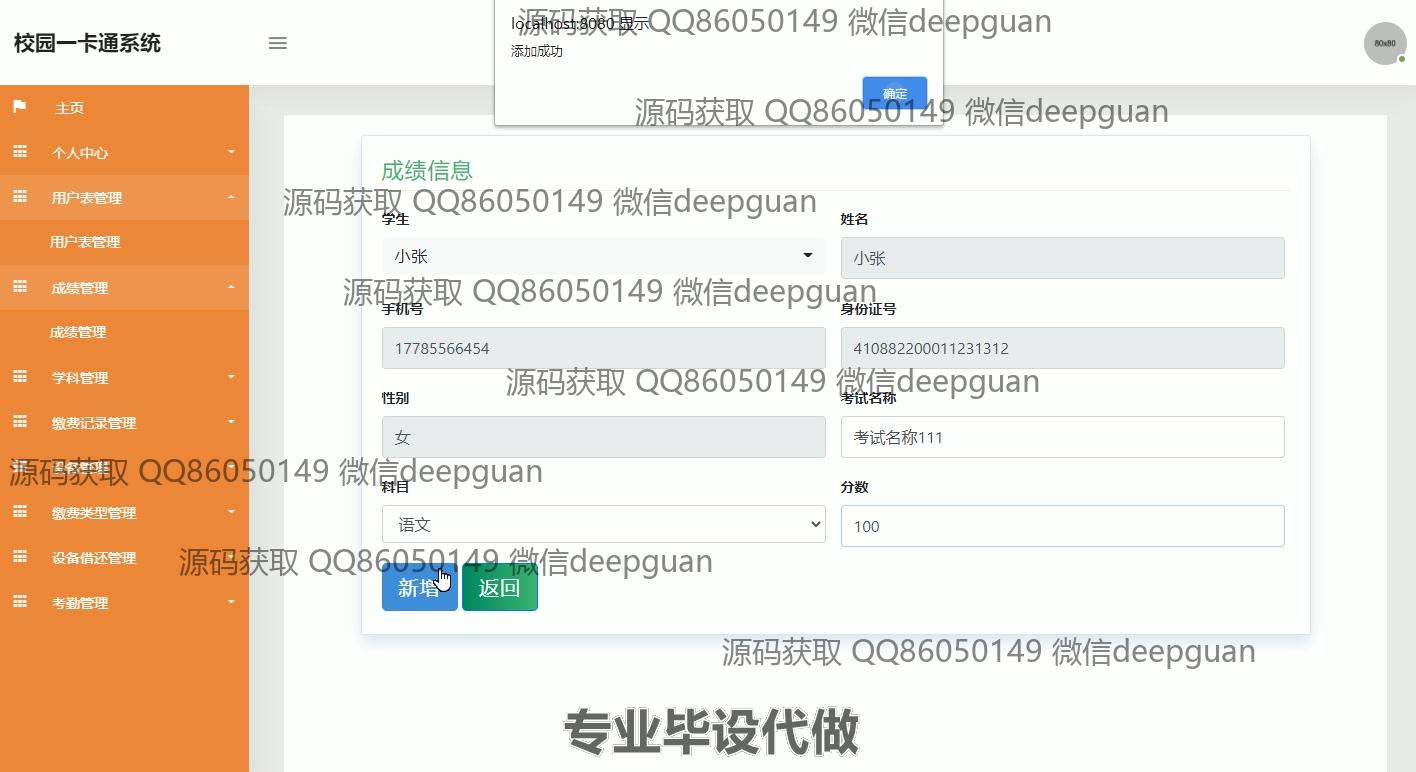 校园一卡通系统
localhost:8080 显示
添加成功
确定
80x80
源码获取 QQ86050149 微信deepguan
源码获取 QQ86050149 微信deepguan
主页
个人中心
用户表管理
用户表管理
成绩管理
成绩管理
学科管理
缴费记录管理
缴费类型管理
设备借还管理
考勤管理
成绩信息
源码获取 QQ86050149 微信deepguan
学生
小张
姓名
小张
源码获取 QQ86050149 微信deepguan
手机号
17785566454
身份证号
410882200011231312
源码获取 QQ86050149 微信deepguan
性别
女
考试名称
考试名称111
源码获取 QQ86050149 微信deepguan
科目
语文
分数
100
源码获取 QQ86050149 微信deepguan
新增
返回
源码获取 QQ86050149 微信deepguan
专业毕设代做